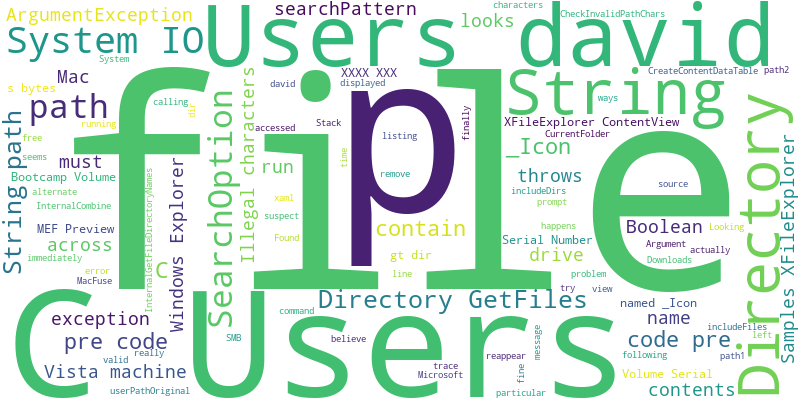 ArgumentException
searchPattern
characters
CheckInvalidPathChars
System IO
Users david
looks
System
Mac
XXXX XXX
CreateContentDataTable
path2
s bytes
david
displayed
String
ways
path
calling
file
p
dir
SearchOption
Illegal characters
accessed
Stack
finally
XFileExplorer ContentView
running
CurrentFolder
listing
free
_Icon
Directory
String path
must
run
time
seems
Windows Explorer
InternalGetFileDirectoryNames
remove
throws
source
Samples XFileExplorer
Bootcamp Volume
includeDirs
alternate
xaml
InternalCombine
suspect
contain
prompt
MEF Preview
happens
Boolean
Looking
across
Found
Serial Number
Argument
actually
gt dir
drive
immediately
C
line
problem
Downloads
error
MacFuse
try
view
C Users
Directory GetFiles
named _Icon
command
exception
name
includeFiles
SMB
message
left
pre code
believe
code pre
valid
really
reappear
following
path1
Vista machine
trace
fine
Microsoft
Volume Serial
userPathOriginal
particular
contents